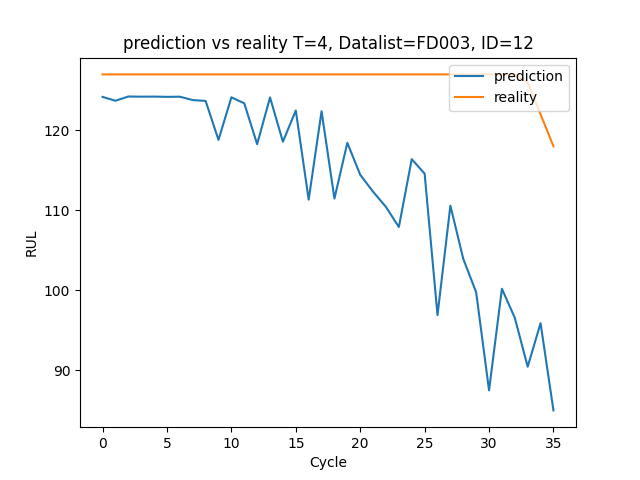 prediction vs reality T=4, Datalist=FD003, ID=12
prediction
reality
RUL
120
110
100
90
0 5 10 15 20 25 30 35
Cycle